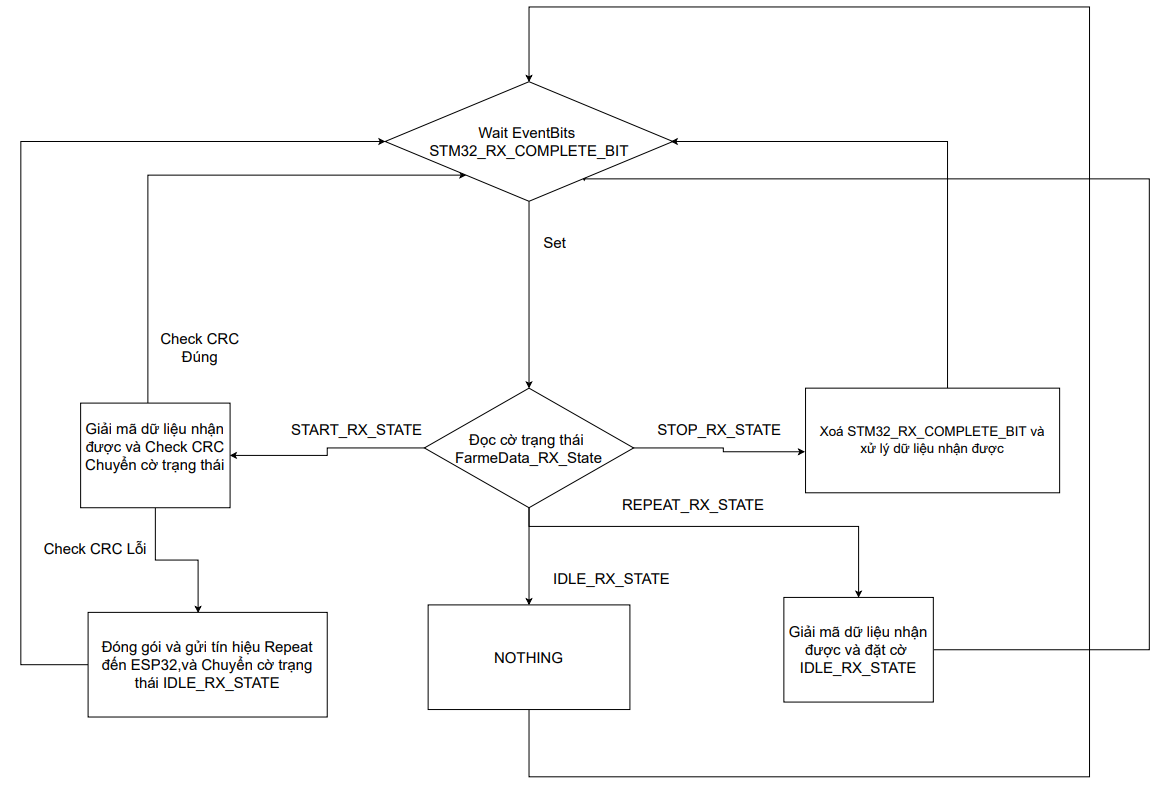 Wait EventBits
STM32_RX_COMPLETE_BIT
Set
Check CRC
Đúng
Giải mã dữ liệu nhận
được và Check CRC
Chuyển cờ trạng thái
START_RX_STATE
Đọc cờ trạng thái
FarmeData_RX_State
STOP_RX_STATE
Xoá STM32_RX_COMPLETE_BIT và
xử lý dữ liệu nhận được
REPEAT_RX_STATE
Check CRC Lỗi
IDLE_RX_STATE
Đóng gói và gửi tín hiệu Repeat
đến ESP32,và Chuyển cờ trạng
thái IDLE_RX_STATE
NOTHING
Giải mã dữ liệu nhận
được và đặt cờ
IDLE_RX_STATE